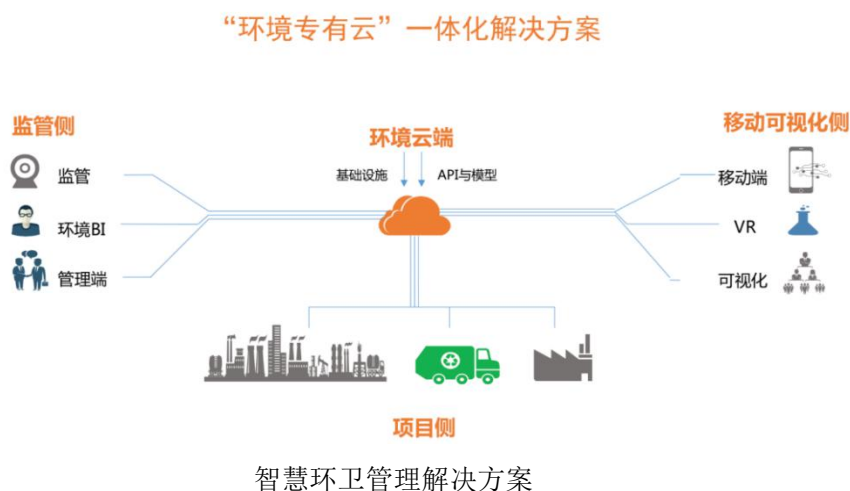 “环境专有云”一体化解决方案
监管侧
监管
环境BI
管理端
环境云端
基础设施
API与模型
移动可视化侧
移动端
VR
可视化
项目侧
智慧环卫管理解决方案